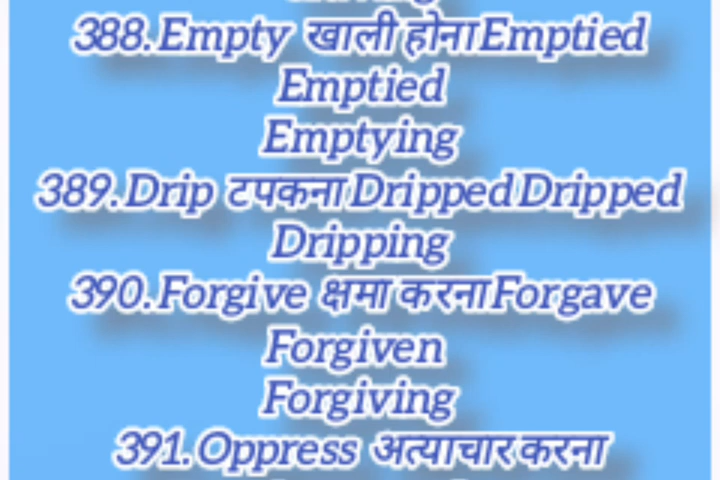 388.Empty खाली होना Emptied
Emptied
Emptying
389.Drip टपकना Dripped Dripped
Dripping
390.Forgive क्षमा करना Forgave
Forgiven
Forgiving
391.Oppress अत्याचार करना